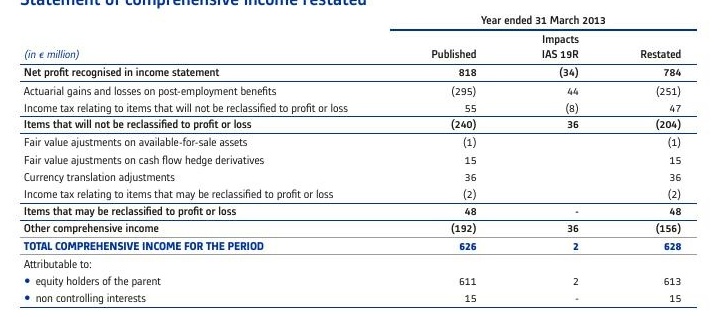 Statement of comprehensive income restated
Year ended 31 March 2013
(in € million) Published Impacts IAS 19R Restated
Net profit recognised in income statement 818 (34) 784
Actuarial gains and losses on post-employment benefits (295) 44 (251)
Income tax relating to items that will not be reclassified to profit or loss 55 (8) 47
Items that will not be reclassified to profit or loss (240) 36 (204)
Fair value ajustments on available-for-sale assets (1) (1)
Fair value ajustments on cash flow hedge derivatives 15 15
Currency translation adjustments 36 36
Income tax relating to items that may be reclassified to profit or loss (2) (2)
Items that may be reclassified to profit or loss 48 - 48
Other comprehensive income (192) 36 (156)
TOTAL COMPREHENSIVE INCOME FOR THE PERIOD 626 2 628
Attributable to:
• equity holders of the parent 611 2 613
• non controlling interests 15 - 15